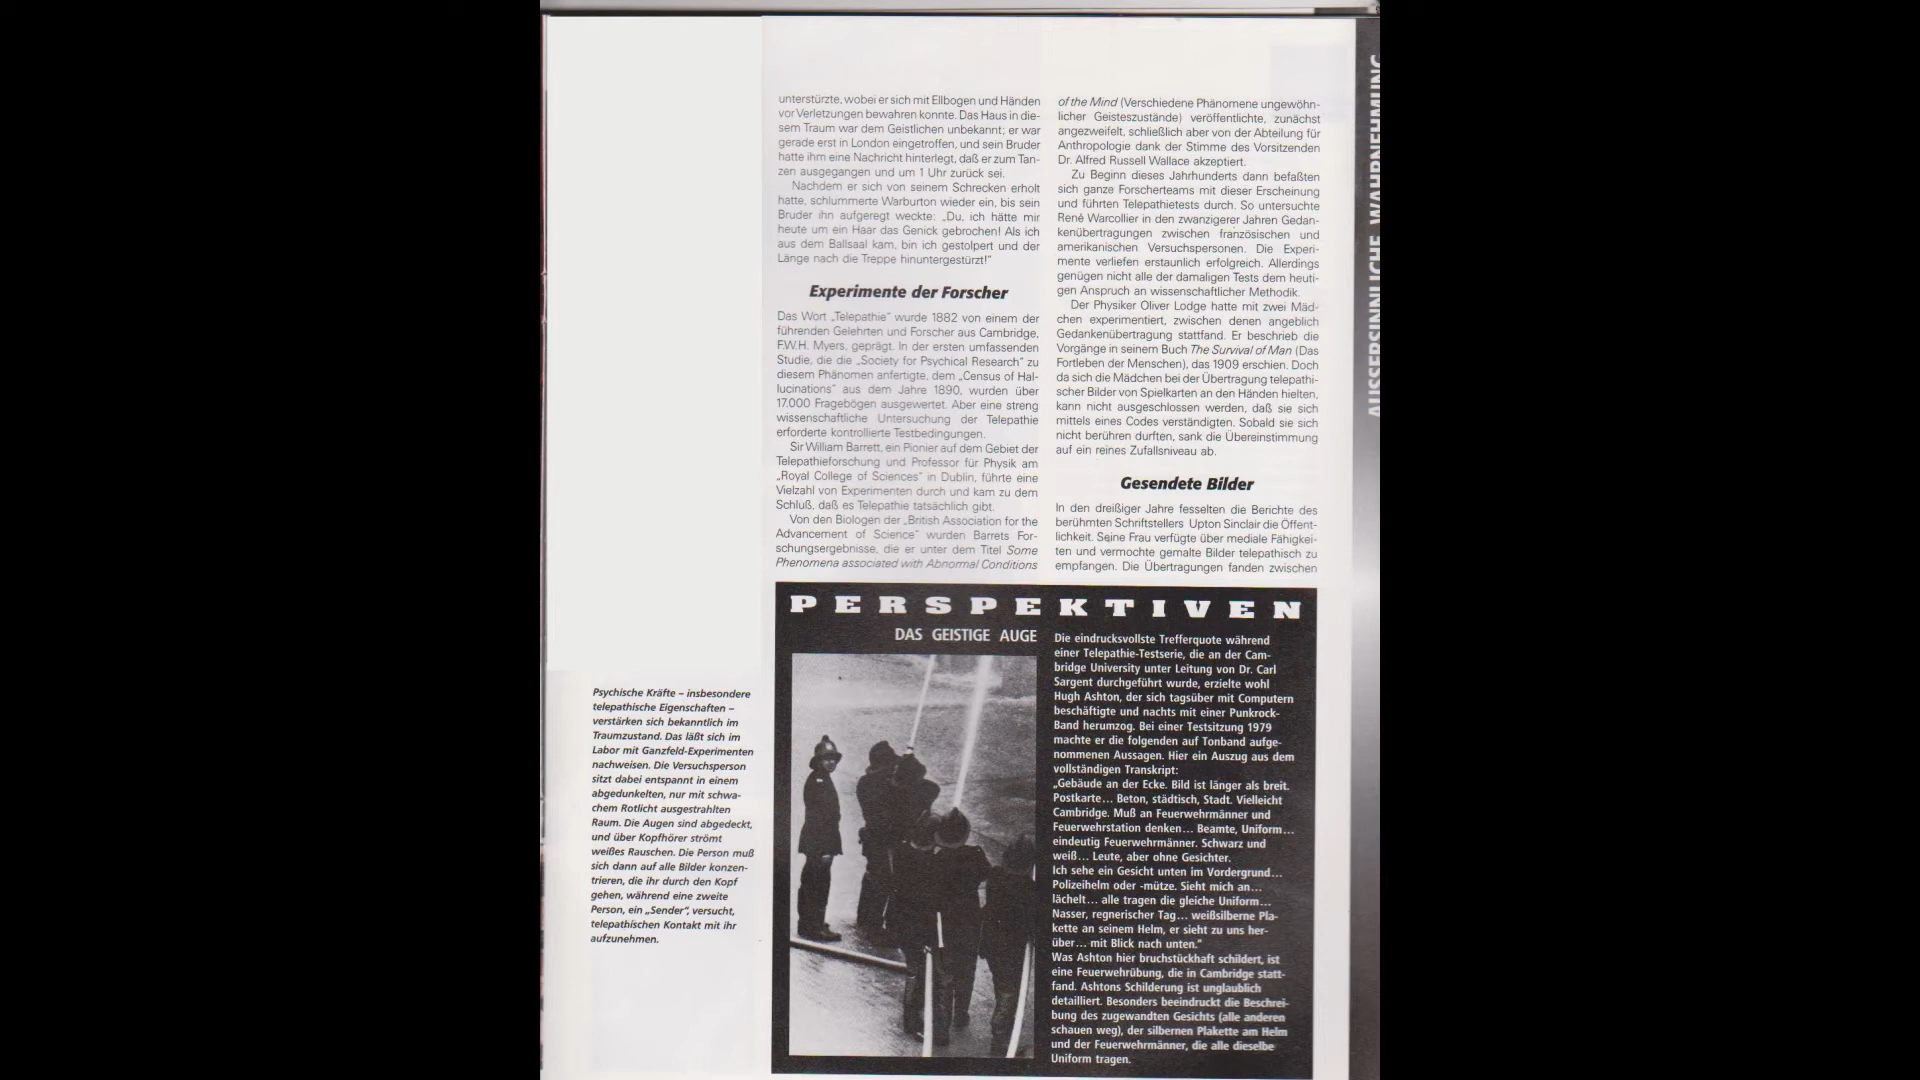 unterstürzte, wobei er sich mit Ellbogen und Händen
vor Verletzungen bewahren konnte. Das Haus in die-
sem Traum war dem Geistlichen unbekannt; er war
gerade erst in London eingetroffen, und sein Bruder
hatte ihm eine Nachricht hinterlegt, daß er zum Tan-
zen ausgegangen und um 1 Uhr zurück sei.
Nachdem er sich von seinem Schrecken erholt
hatte, schlummerte Warburton wieder ein, bis sein
Bruder ihn aufgeregt weckte: „Du, ich hätte mir
heute um ein Haar das Genick gebrochen! Als ich
aus dem Ballsaal kam, bin ich gestolpert und der
Länge nach die Treppe hinuntergestürzt!“
Experimente der Forscher
Das Wort „Telepathie“ wurde 1882 von einem der
führenden Gelehrten und Forscher aus Cambridge,
F.W.H. Myers, geprägt. In der ersten umfassenden
Studie, die die „Society for Psychical Research“ zu
diesem Phänomen anfertigte, dem „Census of Hal-
lucinations“ aus dem Jahre 1890, wurden über
17.000 Fragebögen ausgewertet. Aber eine streng
wissenschaftliche Untersuchung der Telepathie
erforderte kontrollierte Testbedingungen.
Sir William Barrett, ein Pionier auf dem Gebiet der
Telepathieforschung und Professor für Physik am
„Royal College of Sciences“ in Dublin, führte eine
Vielzahl von Experimenten durch und kam zu dem
Schluß, daß es Telepathie tatsächlich gibt.
Von den Biologen der „British Association for the
Advancement of Science“ wurden Barrets For-
schungsergebnisse, die er unter dem Titel Some
Phenomena associated with Abnormal Conditions
of the Mind (Verschiedene Phänomene ungewöhn-
licher Geisteszustände) veröffentlichte, zunächst
angezweifelt, schließlich aber von der Abteilung für
Anthropologie dank der Stimme des Vorsitzenden
Dr. Alfred Russell Wallace akzeptiert.
Zu Beginn dieses Jahrhunderts dann befaßten
sich ganze Forscherteams mit dieser Erscheinung
und führten Telepathietests durch. So untersuchte
René Warcollier in den zwanzigerer Jahren Gedan-
kenübertragungen zwischen französischen und
amerikanischen Versuchspersonen. Die Experi-
mente verliefen erstaunlich erfolgreich. Allerdings
genügen nicht alle der damaligen Tests dem heuti-
gen Anspruch an wissenschaftlicher Methodik.
Der Physiker Oliver Lodge hatte mit zwei Mäd-
chen experimentiert, zwischen denen angeblich
Gedankenübertragung stattfand. Er beschrieb die
Vorgänge in seinem Buch The Survival of Man (Das
Fortleben der Menschen), das 1909 erschien. Doch
da sich die Mädchen bei der Übertragung telepathi-
scher Bilder von Spielkarten an den Händen hielten,
kann nicht ausgeschlossen werden, daß sie sich
mittels eines Codes verständigten. Sobald sie sich
nicht berühren durften, sank die Übereinstimmung
auf ein reines Zufallsniveau ab.
Gesendete Bilder
In den dreißiger Jahre fesselten die Berichte des
berühmten Schriftstellers Upton Sinclair die Öffent-
lichkeit. Seine Frau verfügte über mediale Fähigkei-
ten und vermochte gemalte Bilder telepathisch zu
empfangen. Die Übertragungen fanden zwischen
AUSSERSINNLICHE WAHRNEHMUNG
Psychische Kräfte – insbesondere
telepathische Eigenschaften –
verstärken sich bekanntlich im
Traumzustand. Das läßt sich im
Labor mit Ganzfeld-Experimenten
nachweisen. Die Versuchsperson
sitzt dabei entspannt in einem
abgedunkelten, nur mit schwa-
chem Rotlicht ausgestrahlten
Raum. Die Augen sind abgedeckt,
und über Kopfhörer strömt
weißes Rauschen. Die Person muß
sich dann auf alle Bilder konzen-
trieren, die ihr durch den Kopf
gehen, während eine zweite
Person, ein „Sender“, versucht,
telepathischen Kontakt mit ihr
aufzunehmen.
PERSPEKTIVEN
DAS GEISTIGE AUGE
Die eindrucksvollste Trefferquote während
einer Telepathie-Testserie, die an der Cam-
bridge University unter Leitung von Dr. Carl
Sargent durchgeführt wurde, erzielte wohl
Hugh Ashton, der sich tagsüber mit Computern
beschäftigte und nachts mit einer Punkrock-
Band herumzog. Bei einer Testsitzung 1979
machte er die folgenden auf Tonband aufge-
nommenen Aussagen. Hier ein Auszug aus dem
vollständigen Transkript:
„Gebäude an der Ecke. Bild ist länger als breit.
Postkarte... Beton, städtisch, Stadt. Vielleicht
Cambridge. Muß an Feuerwehrmänner und
Feuerwehrstation denken... Beamte, Uniform...
eindeutig Feuerwehrmänner. Schwarz und
weiß... Leute, aber ohne Gesichter.
Ich sehe ein Gesicht unten im Vordergrund...
Polizeihelm oder -mütze. Sieht mich an...
lächelt... alle tragen die gleiche Uniform...
Nasser, regnerischer Tag... weißsilberne Pla-
kette an seinem Helm, er sieht zu uns her-
über... mit Blick nach unten.“
Was Ashton hier bruchstückhaft schildert, ist
eine Feuerwehrübung, die in Cambridge statt-
fand. Ashtons Schilderung ist unglaublich
detailliert. Besonders beeindruckt die Beschrei-
bung des zugewandten Gesichts (alle anderen
schauen weg), der silbernen Plakette am Helm
und der Feuerwehrmänner, die alle dieselbe
Uniform tragen.